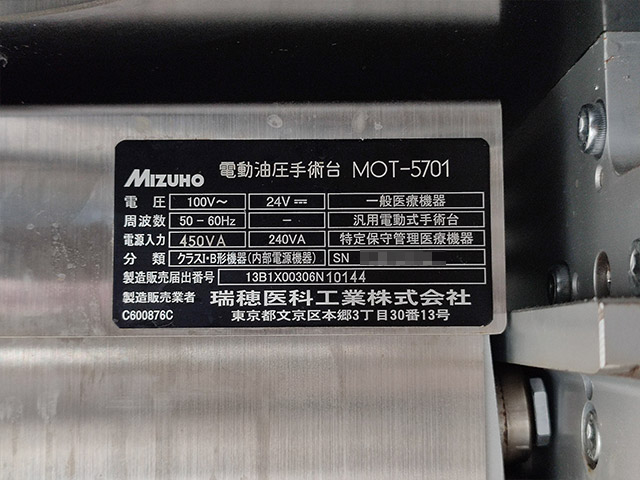 MIZUHO 電動油圧手術台 MOT-5701
電圧 100V～ 24V⎓ 一般医療機器
周波数 50-60Hz － 汎用電動式手術台
電源入力 450VA 240VA 特定保守管理医療機器
分類 クラスI・B形機器(内部電源機器) SN
製造販売届出番号 13B1X00306N10144
製造販売業者 瑞穂医科工業株式会社
C600876C 東京都文京区本郷3丁目30番13号